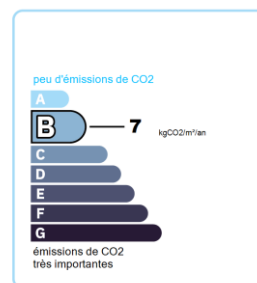 peu d'émissions de CO2
A
B 7 kgCO2/m²/an
C
D
E
F
G
émissions de CO2
très importantes